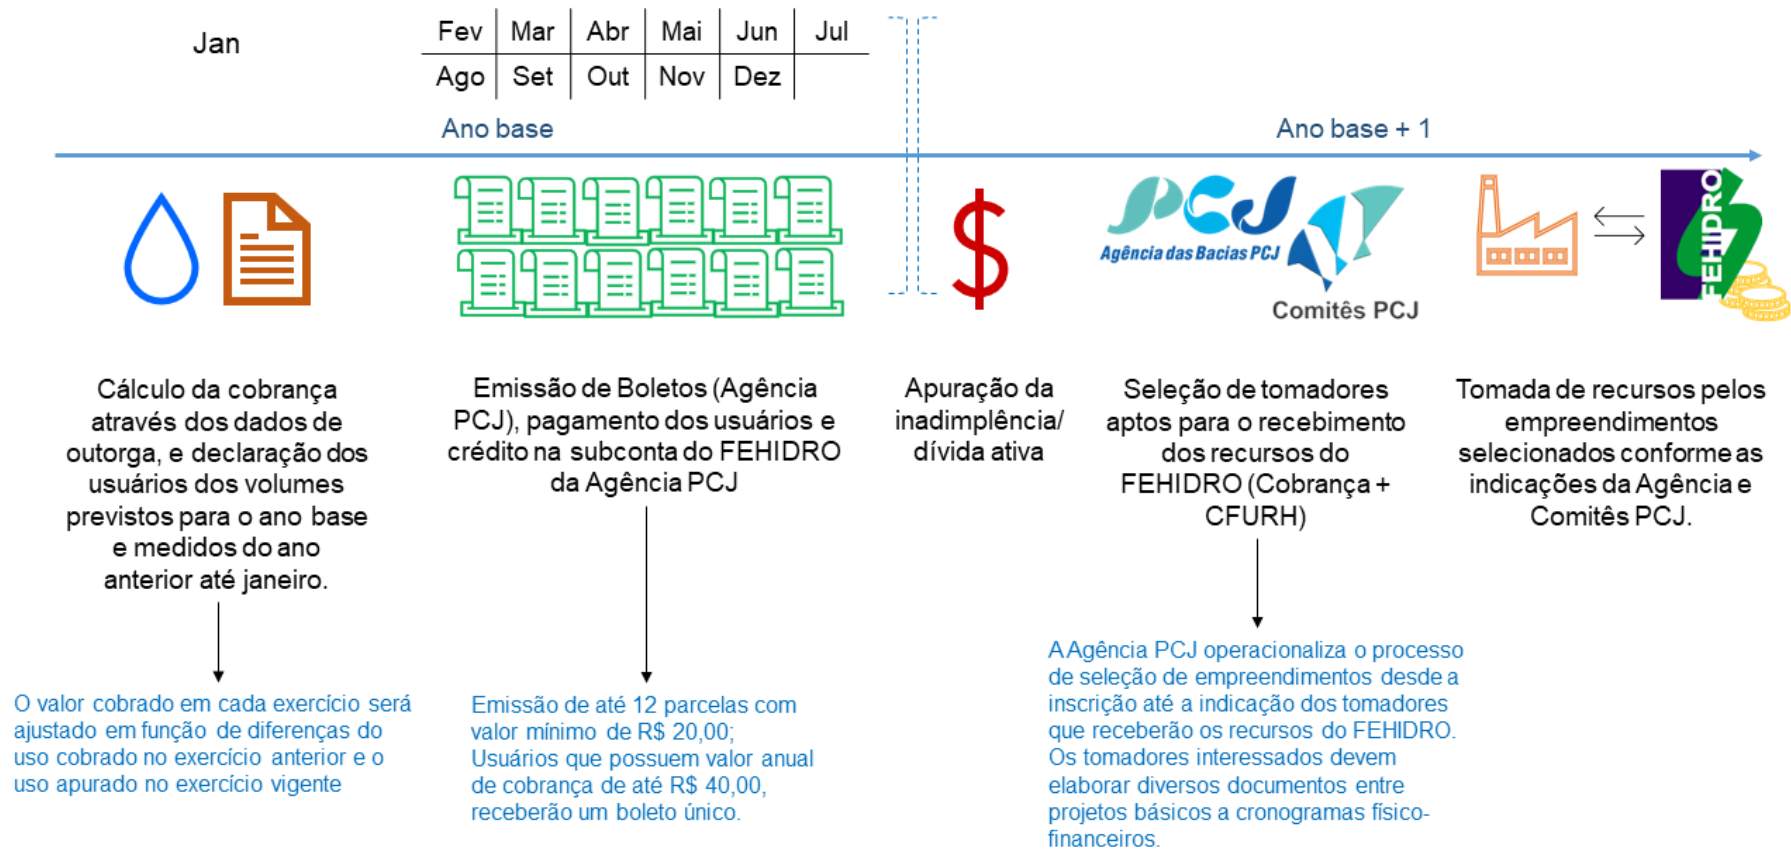 Jan
Fev Mar Abr Mai Jun Jul
Ago Set Out Nov Dez
Ano base
Ano base + 1
PCJ
Agência das Bacias PCJ
Comitês PCJ
FEHIDRO
Cálculo da cobrança
através dos dados de
outorga, e declaração dos
usuários dos volumes
previstos para o ano base
e medidos do ano
anterior até janeiro.
Emissão de Boletos (Agência
PCJ), pagamento dos usuários e
crédito na subconta do FEHIDRO
da Agência PCJ
Apuração da
inadimplência/
dívida ativa
Seleção de tomadores
aptos para o recebimento
dos recursos do
FEHIDRO (Cobrança +
CFURH)
Tomada de recursos pelos
empreendimentos
selecionados conforme as
indicações da Agência e
Comitês PCJ.
O valor cobrado em cada exercício será
ajustado em função de diferenças do
uso cobrado no exercício anterior e o
uso apurado no exercício vigente
Emissão de até 12 parcelas com
valor mínimo de R$ 20,00;
Usuários que possuem valor anual
de cobrança de até R$ 40,00,
receberão um boleto único.
A Agência PCJ operacionaliza o processo
de seleção de empreendimentos desde a
inscrição até a indicação dos tomadores
que receberão os recursos do FEHIDRO.
Os tomadores interessados devem
elaborar diversos documentos entre
projetos básicos a cronogramas físico-
financeiros.